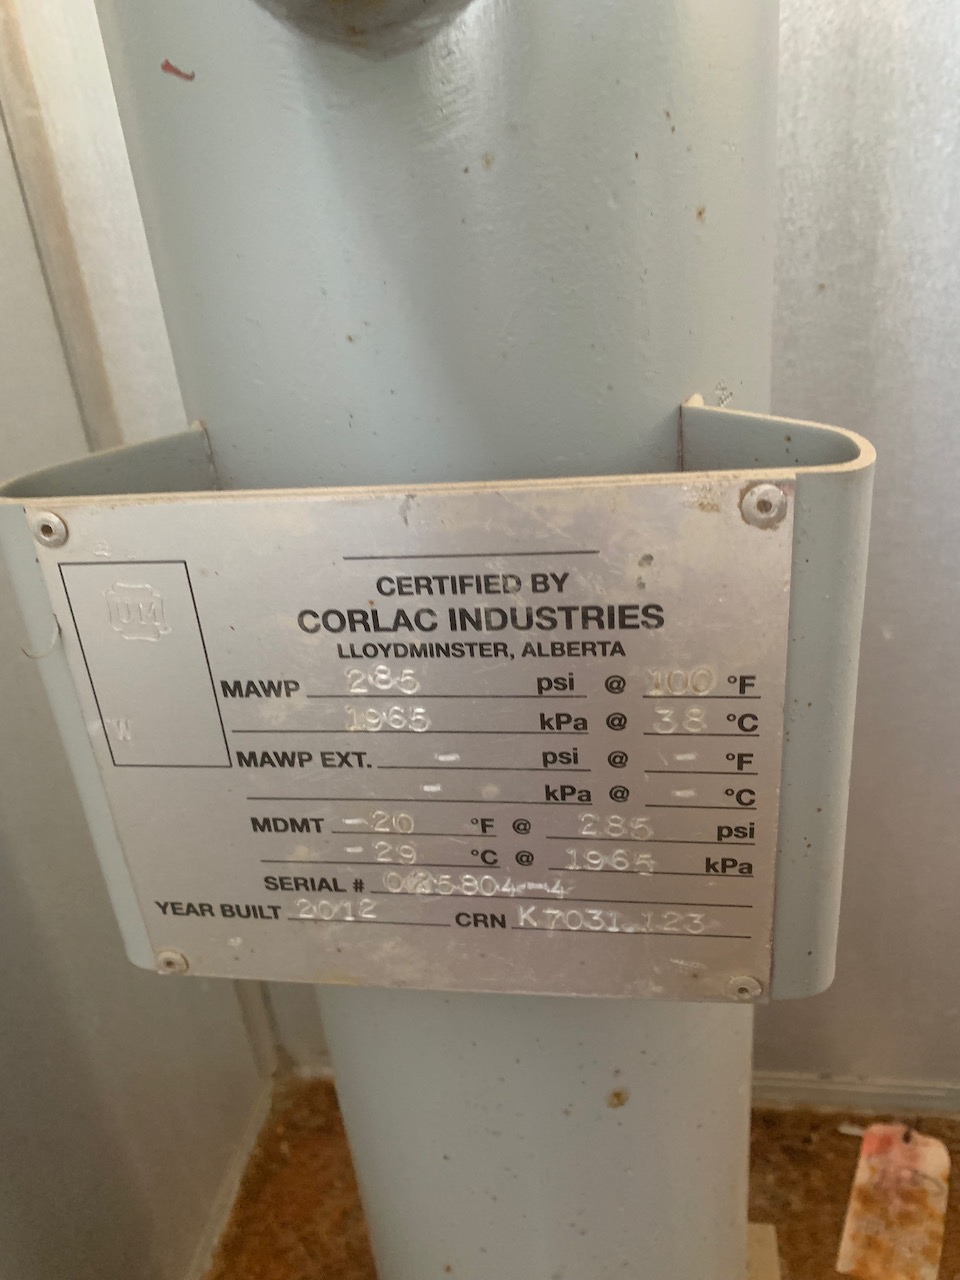 UM
W
CERTIFIED BY
CORLAC INDUSTRIES
LLOYDMINSTER, ALBERTA
MAWP 285 psi @ 100 °F
1965 kPa @ 38 °C
MAWP EXT. - psi @ - °F
- kPa @ - °C
MDMT -20 °F @ 285 psi
-29 °C @ 1965 kPa
SERIAL #
YEAR BUILT 2012 CRN K7031.123